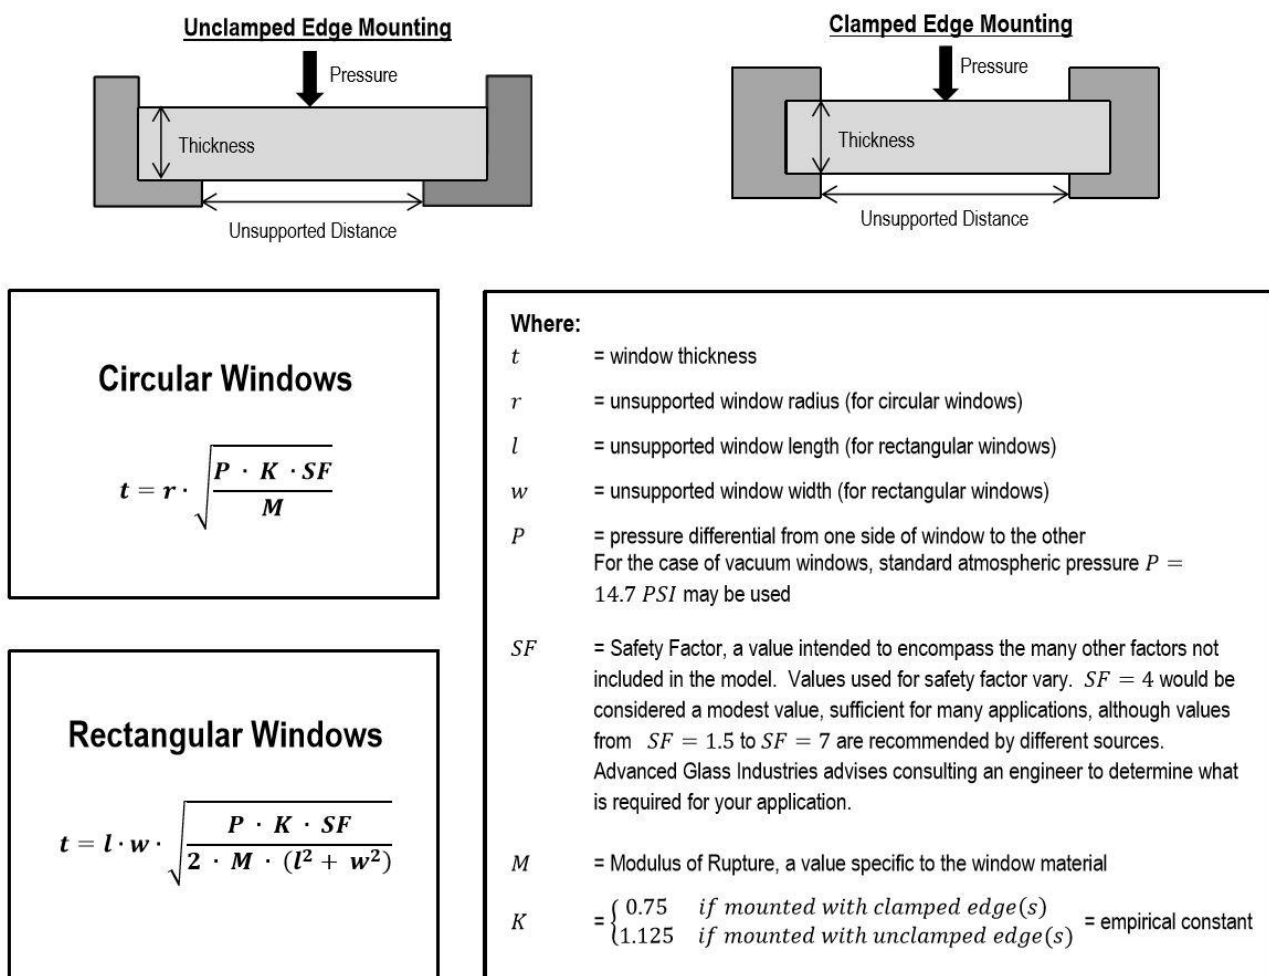 Unclamped Edge Mounting
Pressure
Thickness
Unsupported Distance
Clamped Edge Mounting
Pressure
Thickness
Unsupported Distance
Circular Windows
t = r · √(P · K · SF / M)
Rectangular Windows
t = l · w · √(P · K · SF / 2 · M · (l² + w²))
Where:
t = window thickness
r = unsupported window radius (for circular windows)
l = unsupported window length (for rectangular windows)
w = unsupported window width (for rectangular windows)
P = pressure differential from one side of window to the other
For the case of vacuum windows, standard atmospheric pressure P =
14.7 PSI may be used
SF = Safety Factor, a value intended to encompass the many other factors not
included in the model. Values used for safety factor vary. SF = 4 would be
considered a modest value, sufficient for many applications, although values
from SF = 1.5 to SF = 7 are recommended by different sources.
Advanced Glass Industries advises consulting an engineer to determine what
is required for your application.
M = Modulus of Rupture, a value specific to the window material
K = { 0.75 if mounted with clamped edge(s)
1.125 if mounted with unclamped edge(s) = empirical constant